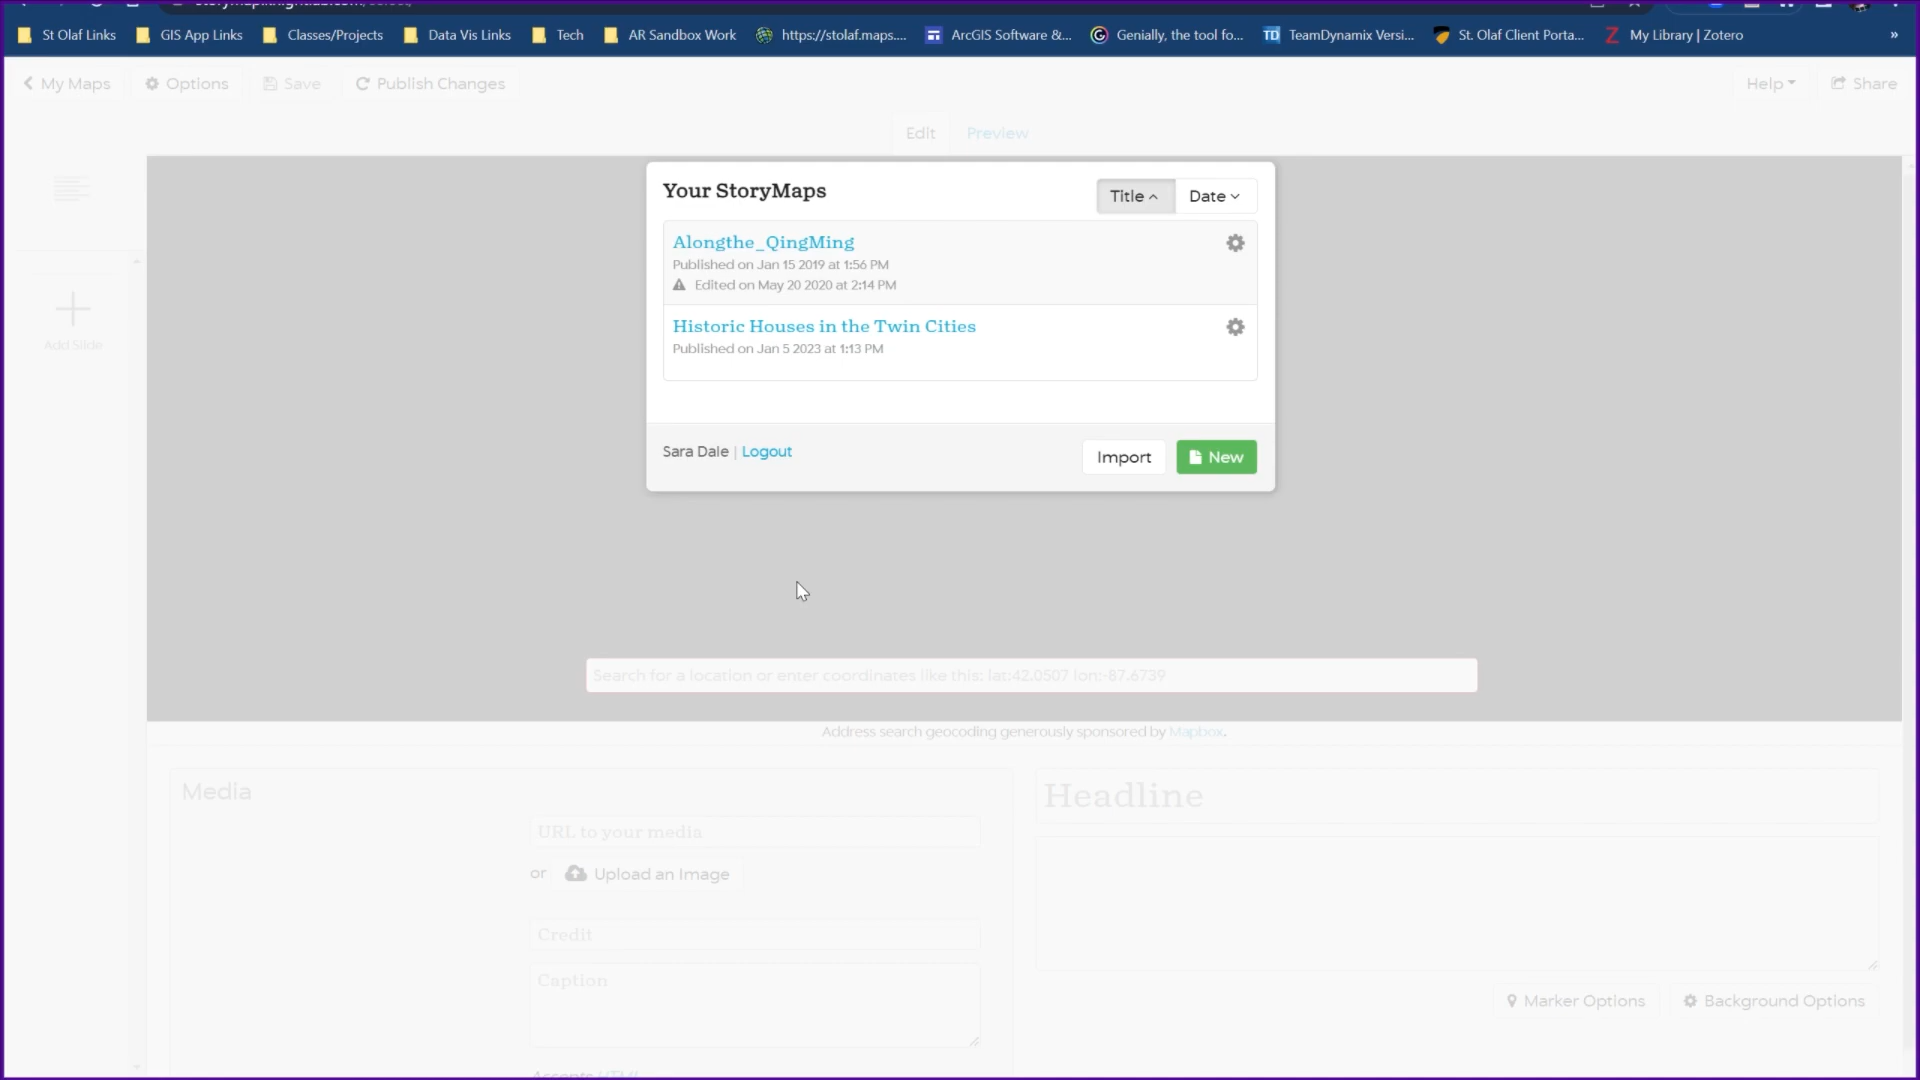 St Olaf Links GIS App Links Classes/Projects Data Vis Links Tech AR Sandbox Work https://stolaf.maps.... ArcGIS Software &... Genially, the tool fo... TD TeamDynamix Versi... St. Olaf Client Porta... Z My Library | Zotero »
My Maps Options Save Publish Changes Help Share
Edit Preview
Your StoryMaps Title Date
Alongthe_QingMing
Published on Jan 15 2019 at 1:56 PM
Edited on May 20 2020 at 2:14 PM
Historic Houses in the Twin Cities
Published on Jan 5 2023 at 1:13 PM
Add Slide
Sara Dale | Logout Import New
Search for a location or enter coordinates like this: lat:42.0507 lon:-87.6739
Address search geocoding generously sponsored by Mapbox.
Media Headline
URL to your media
or Upload an Image
Credit
Caption
Marker Options Background Options
Accepts HTML